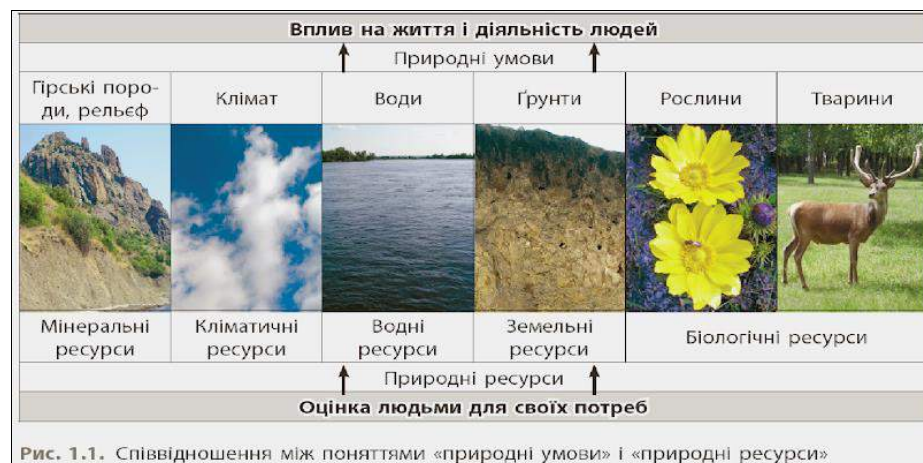 Вплив на життя і діяльність людей
Природні умови
Гірські поро-
ди, рельєф
Клімат
Води
Ґрунти
Рослини
Тварини
Мінеральні
ресурси
Кліматичні
ресурси
Водні
ресурси
Земельні
ресурси
Біологічні ресурси
Природні ресурси
Оцінка людьми для своїх потреб
Рис. 1.1. Співвідношення між поняттями «природні умови» і «природні ресурси»